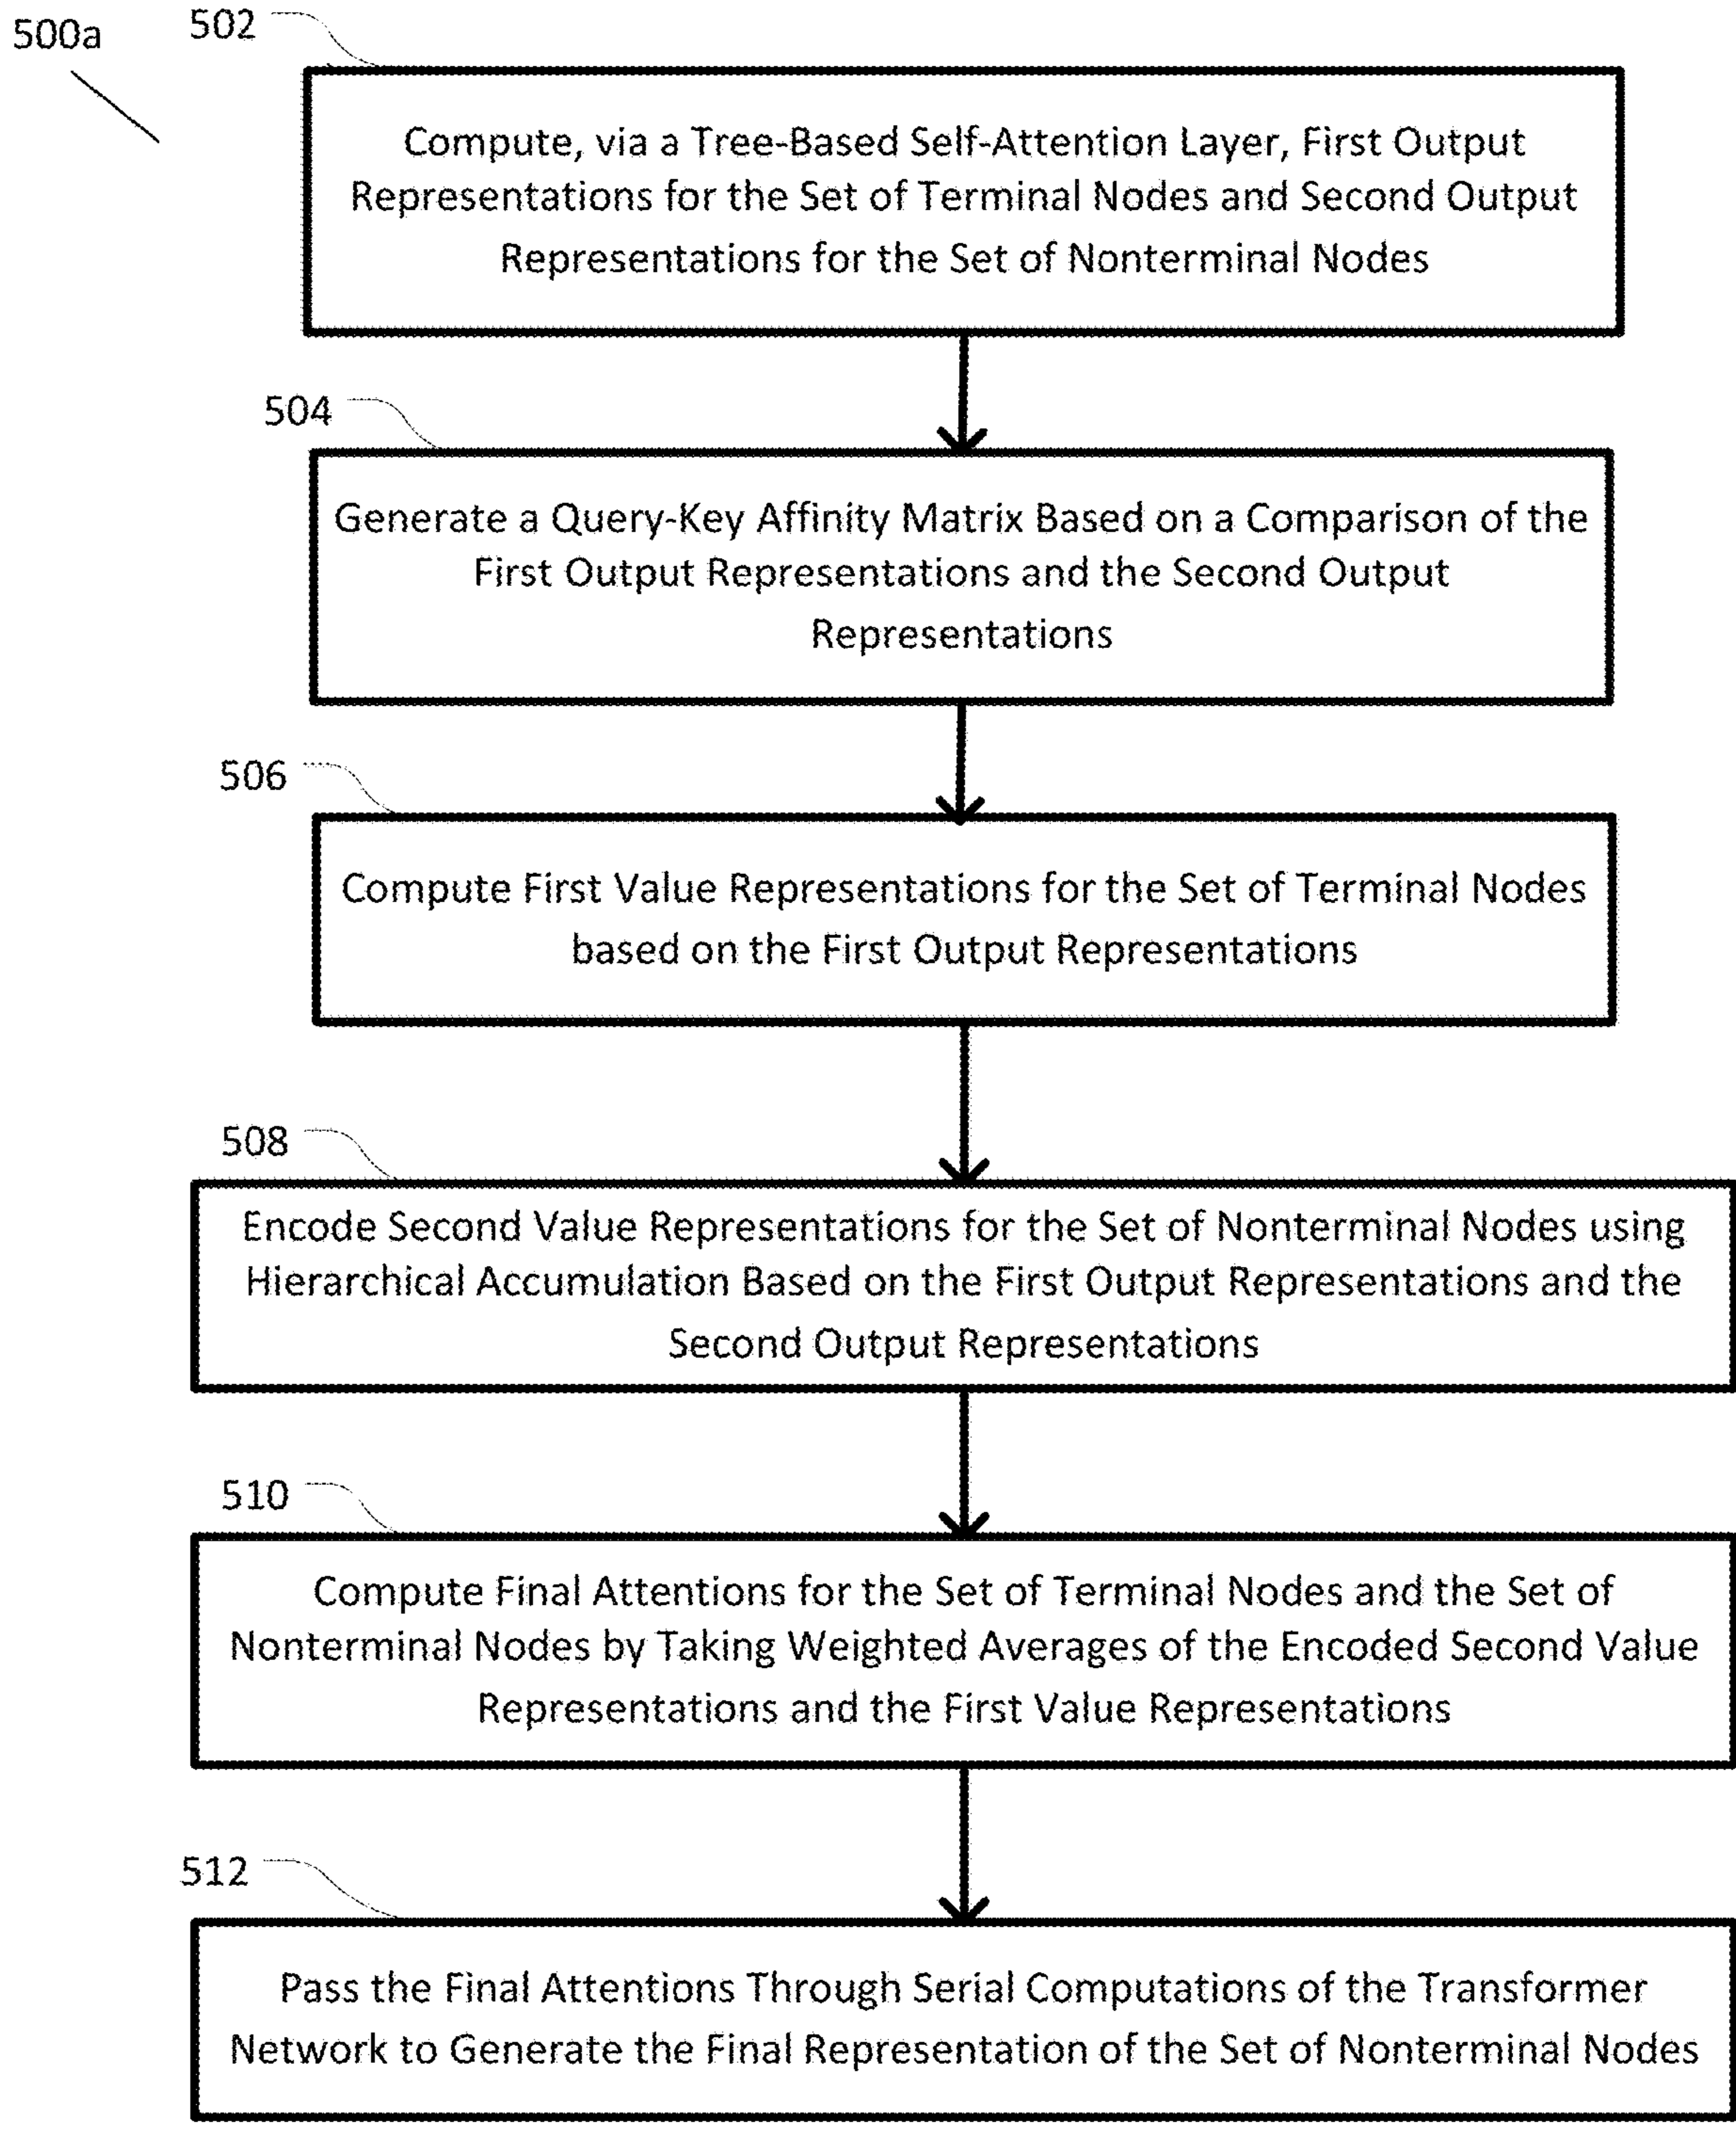 500a
502
Compute, via a Tree-Based Self-Attention Layer, First Output
Representations for the Set of Terminal Nodes and Second Output
Representations for the Set of Nonterminal Nodes
504
Generate a Query-Key Affinity Matrix Based on a Comparison of the
First Output Representations and the Second Output
Representations
506
Compute First Value Representations for the Set of Terminal Nodes
based on the First Output Representations
508
Encode Second Value Representations for the Set of Nonterminal Nodes using
Hierarchical Accumulation Based on the First Output Representations and the
Second Output Representations
510
Compute Final Attentions for the Set of Terminal Nodes and the Set of
Nonterminal Nodes by Taking Weighted Averages of the Encoded Second Value
Representations and the First Value Representations
512
Pass the Final Attentions Through Serial Computations of the Transformer
Network to Generate the Final Representation of the Set of Nonterminal Nodes